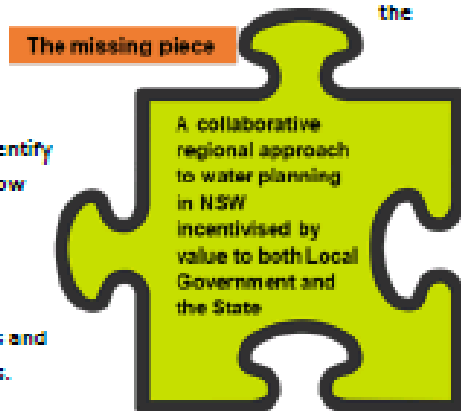 the
The missing piece
A collaborative
regional approach
to water planning
in NSW
incentivised by
value to both Local
Government and
the State
entify
ow
s and
s.